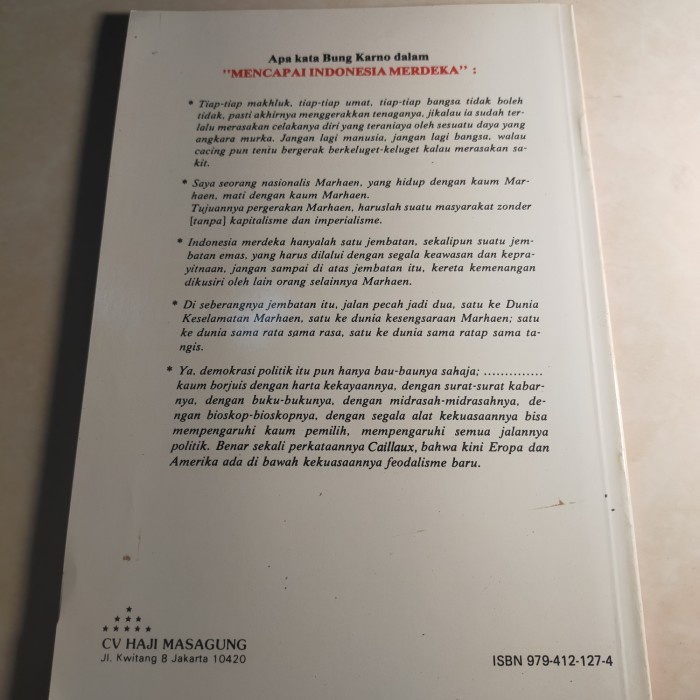 Apa kata Bung Karno dalam
"MENCAPAI INDONESIA MERDEKA" :
* Tiap-tiap makhluk, tiap-tiap umat, tiap-tiap bangsa tidak boleh
tidak, pasti akhirnya menggerakkan tenaganya, jikalau ia sudah ter-
lalu merasakan celakanya diri yang teraniaya oleh sesuatu daya yang
angkara murka. Jangan lagi manusia, jangan lagi bangsa, walau
cacing pun tentu bergerak berkeluget-keluget kalau merasakan sa-
kit.
* Saya seorang nasionalis Marhaen, yang hidup dengan kaum Mar-
haen, mati dengan kaum Marhaen.
Tujuannya pergerakan Marhaen, haruslah suatu masyarakat zonder
[tanpa] kapitalisme dan imperialisme.
* Indonesia merdeka hanyalah satu jembatan, sekalipun suatu jem-
batan emas, yang harus dilalui dengan segala keawasan dan kepra-
yitnaan, jangan sampai di atas jembatan itu, kereta kemenangan
dikusiri oleh lain orang selainnya Marhaen.
* Di seberangnya jembatan itu, jalan pecah jadi dua, satu ke Dunia
Keselamatan Marhaen, satu ke dunia kesengsaraan Marhaen; satu
ke dunia sama rata sama rasa, satu ke dunia sama ratap sama ta-
ngis.
* Ya, demokrasi politik itu pun hanya bau-baunya sahaja; ..............
kaum borjuis dengan harta kekayaannya, dengan surat-surat kabar-
nya, dengan buku-bukunya, dengan midrasah-midrasahnya, de-
ngan bioskop-bioskopnya, dengan segala alat kekuasaannya bisa
mempengaruhi kaum pemilih, mempengaruhi semua jalannya
politik. Benar sekali perkataannya Caillaux, bahwa kini Eropa dan
Amerika ada di bawah kekuasaannya feodalisme baru.
CV HAJI MASAGUNG
Jl. Kwitang 8 Jakarta 10420
ISBN 979-412-127-4